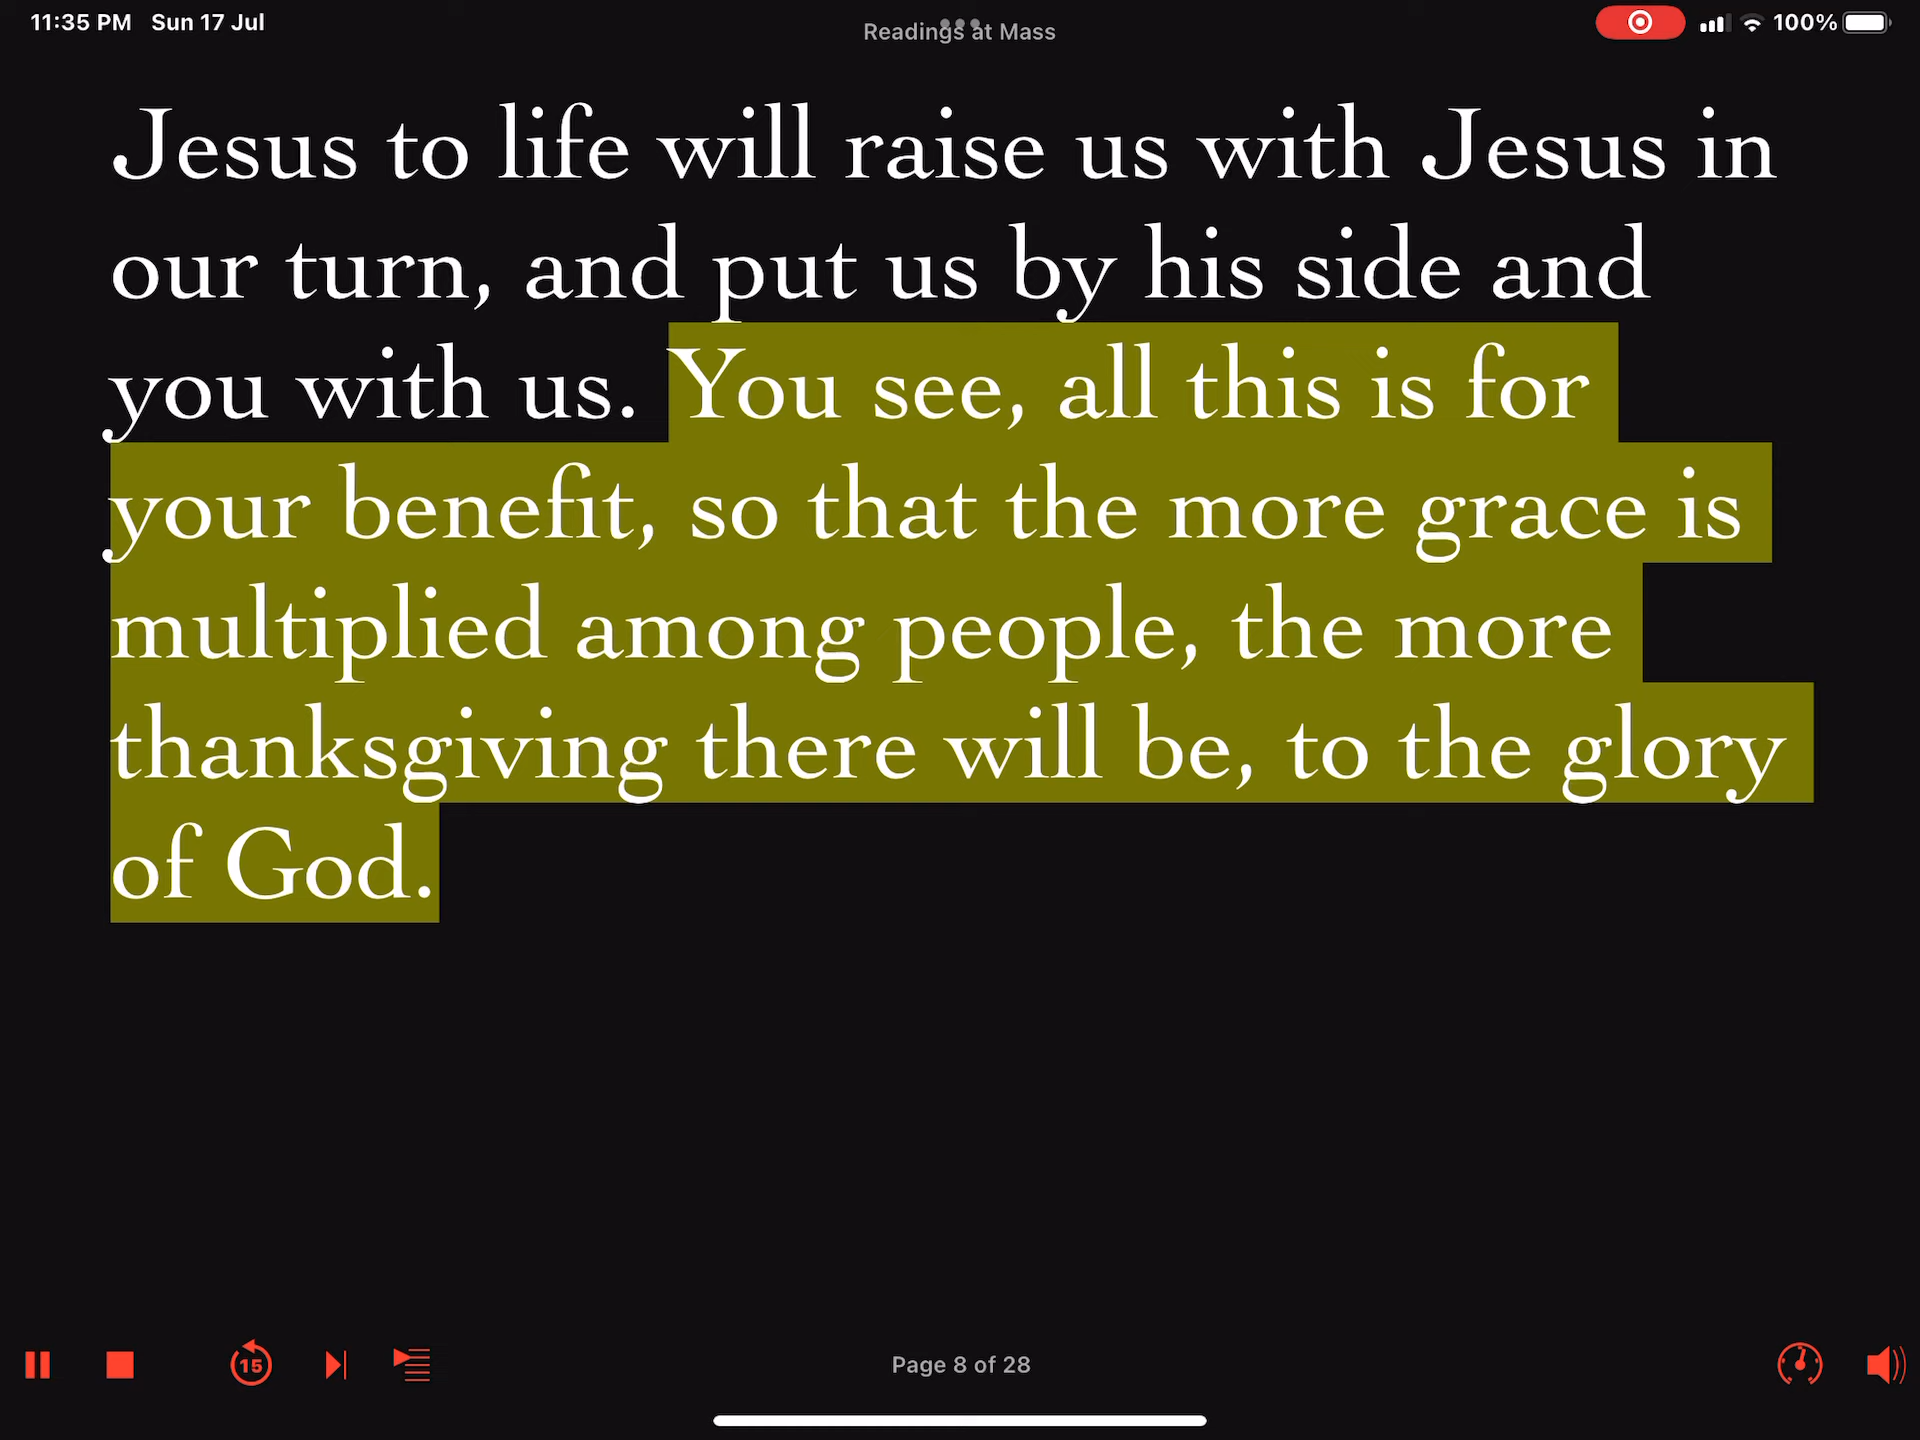 11:35 PM Sun 17 Jul
Readings at Mass
100%
Jesus to life will raise us with Jesus in
our turn, and put us by his side and
you with us. You see, all this is for
your benefit, so that the more grace is
multiplied among people, the more
thanksgiving there will be, to the glory
of God.
15
Page 8 of 28